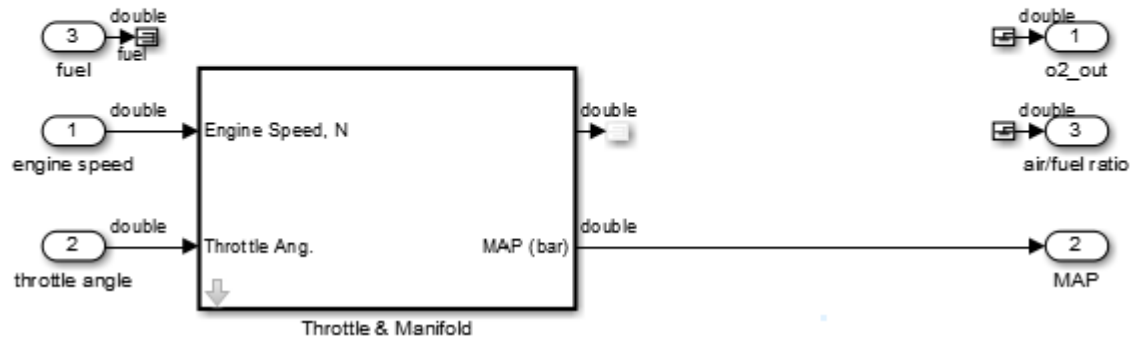 double
3
fuel
fuel
double
1
o2_out
double
1
engine speed
Engine Speed, N
double
double
3
air/fuel ratio
double
2
throttle angle
Throttle Ang.
MAP (bar)
double
2
MAP
Throttle & Manifold